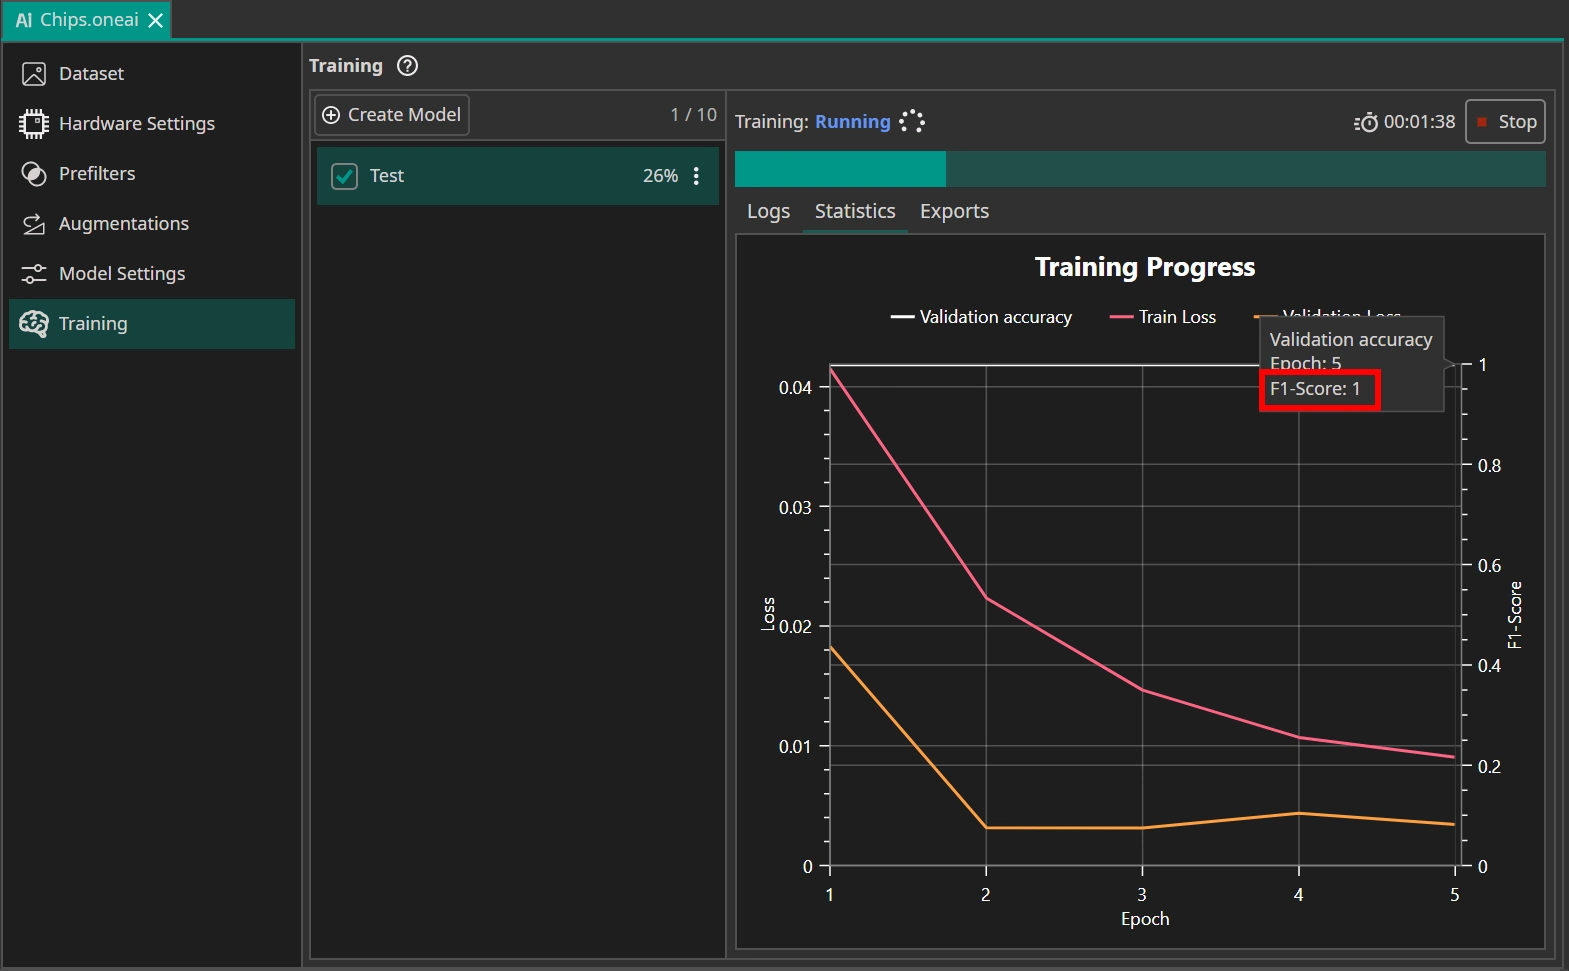 AI Chips.oneai
Dataset
Hardware Settings
Prefilters
Augmentations
Model Settings
Training
Training
Create Model
1 / 10
Test
26%
Training: Running
00:01:38
Stop
Logs
Statistics
Exports
Training Progress
Validation accuracy
Train Loss
Validation Loss
Validation accuracy
Epoch: 5
F1-Score: 1
0.04
0.03
0.02
0.01
0
Loss
1
0.8
0.6
0.4
0.2
0
F1-Score
1
2
3
4
5
Epoch